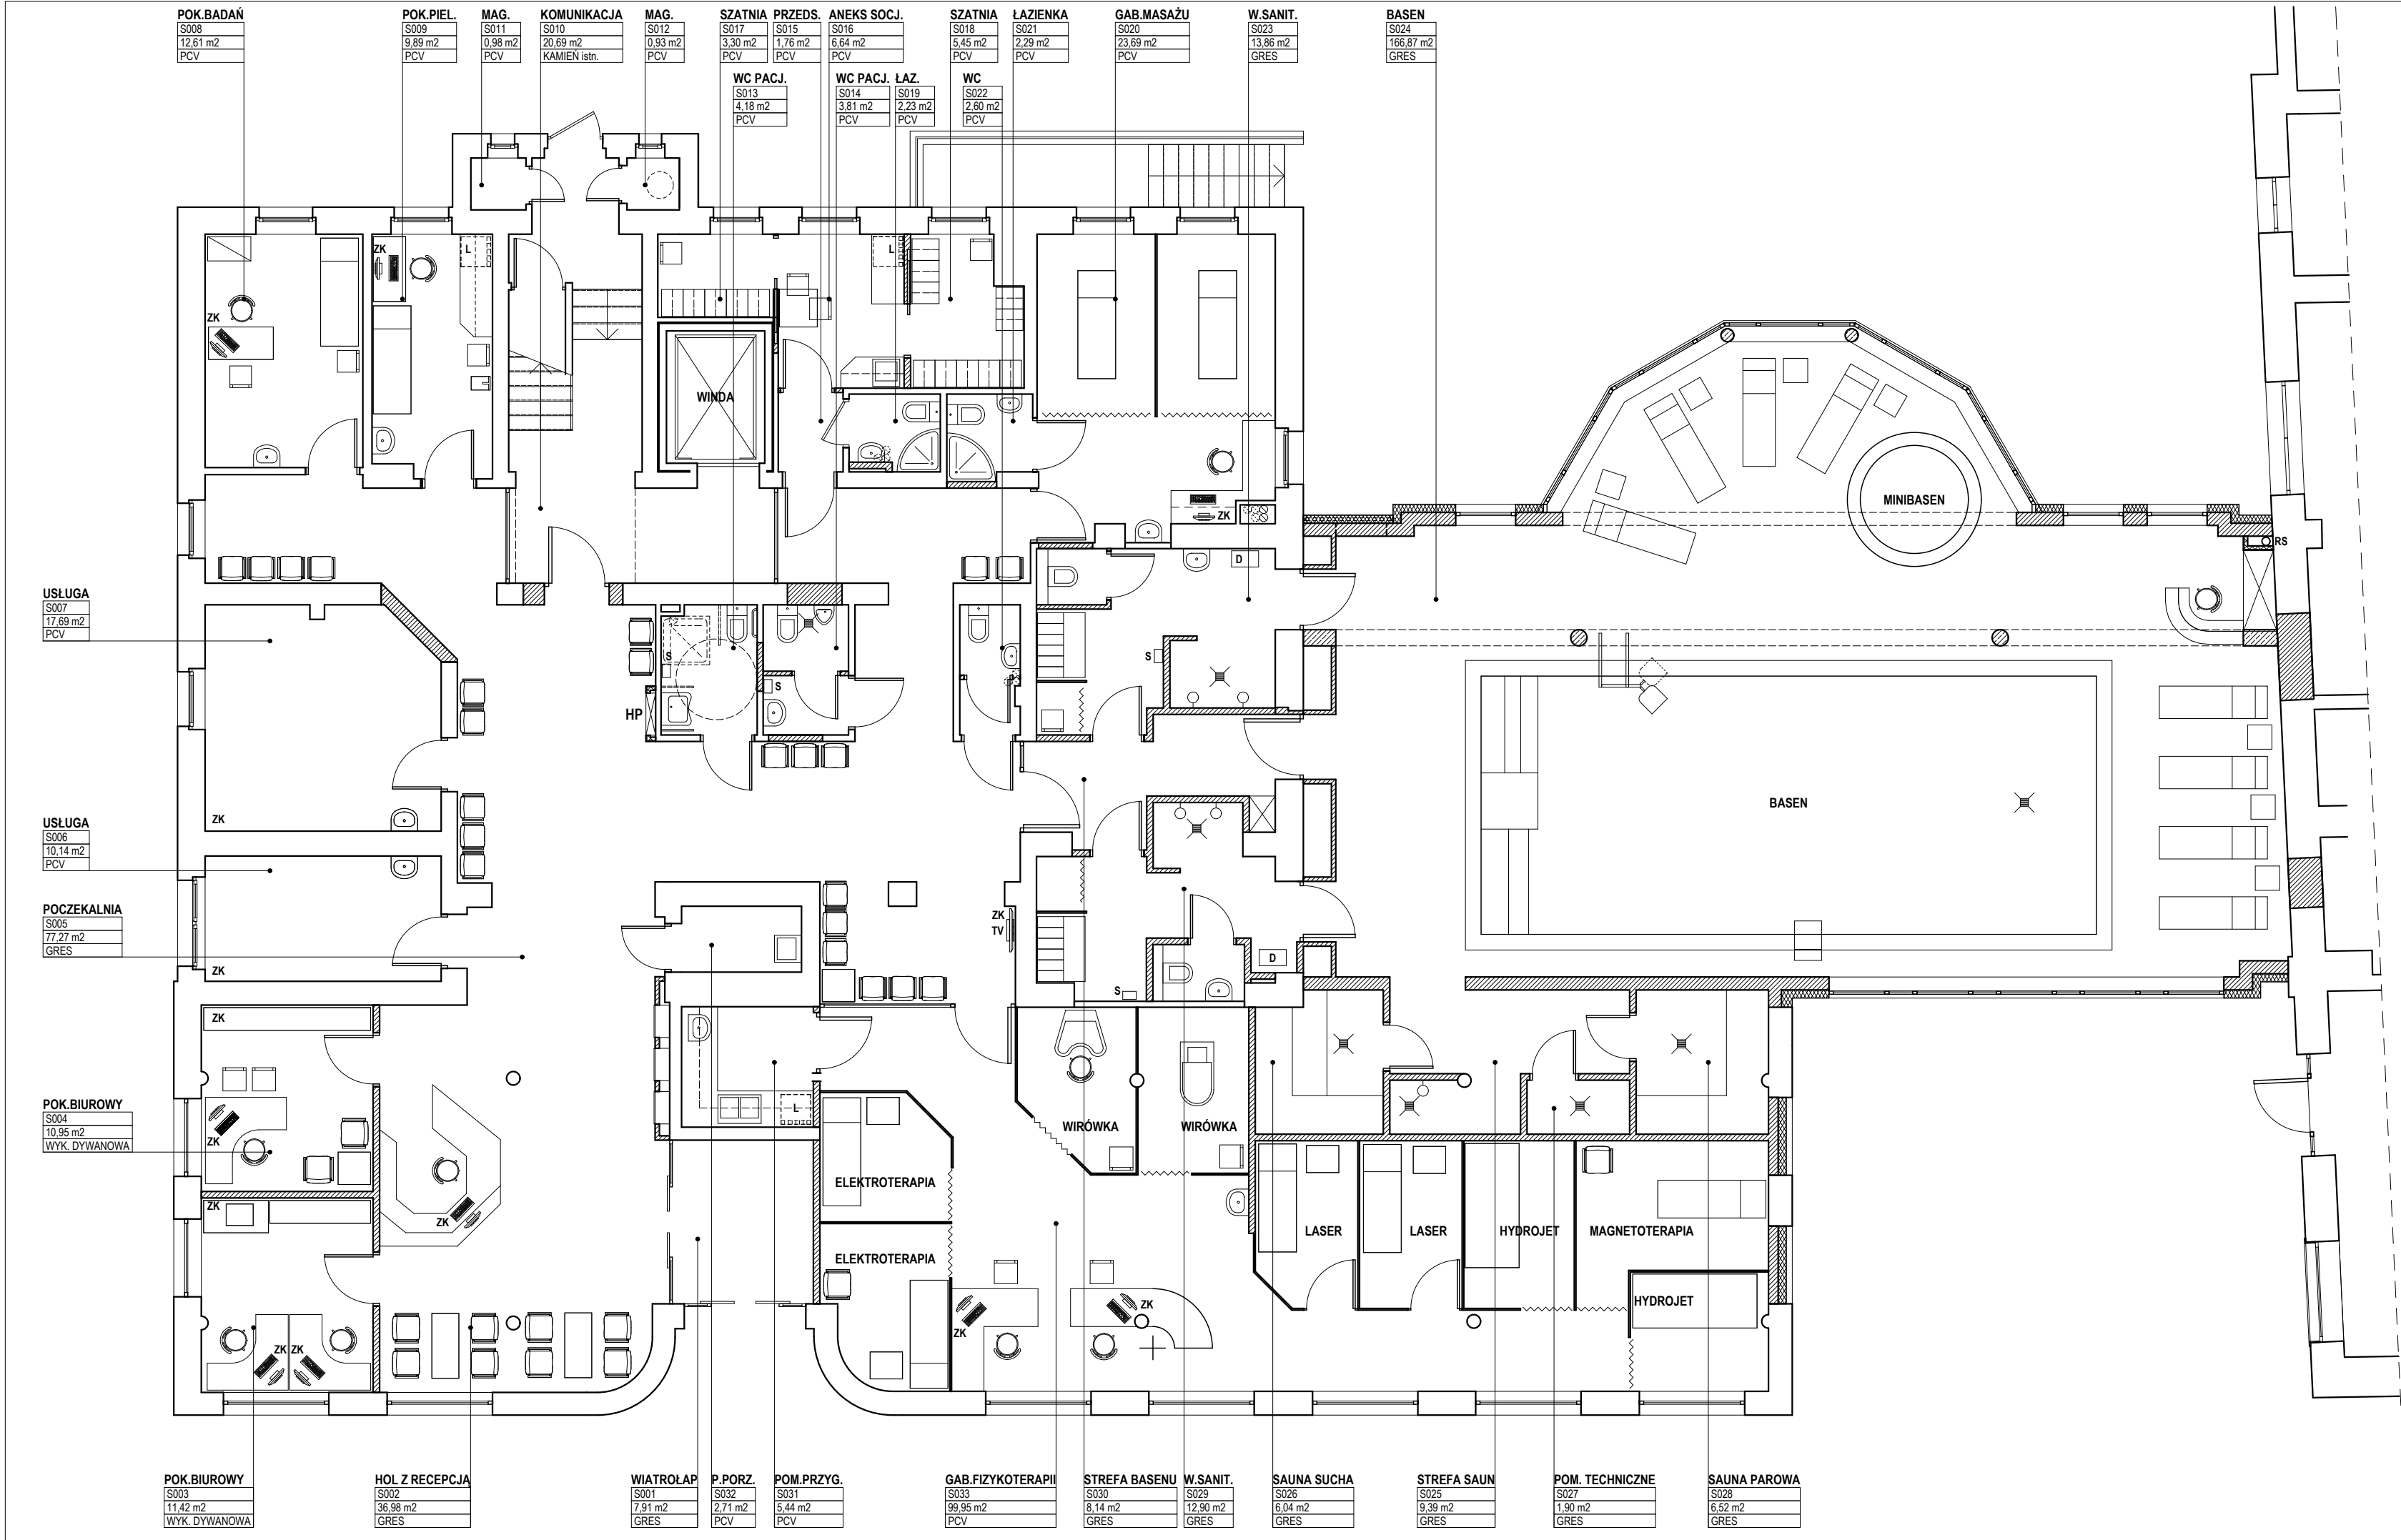 POK.BADAŃ
S008
12,61 m2
PCV
POK.PIEL.
S009
9,89 m2
PCV
MAG.
S011
0,98 m2
PCV
KOMUNIKACJA
S010
20,69 m2
KAMIEŃ istn.
MAG.
S012
0,93 m2
PCV
SZATNIA
S017
3,30 m2
PCV
PRZEDS.
S015
1,76 m2
PCV
ANEKS SOCJ.
S016
6,64 m2
PCV
SZATNIA
S018
5,45 m2
PCV
ŁAZIENKA
S021
2,29 m2
PCV
GAB.MASAŻU
S020
23,69 m2
PCV
W.SANIT.
S023
13,86 m2
GRES
BASEN
S024
166,87 m2
GRES
WC PACJ.
S013
4,18 m2
PCV
WC PACJ.
S014
3,81 m2
PCV
ŁAZ.
S019
2,23 m2
PCV
WC
S022
2,60 m2
PCV
ZK
L
L
ZK
WINDA
MINIBASEN
ZK
RS
D
USŁUGA
S007
17,69 m2
PCV
S
S
S
HP
BASEN
ZK
USŁUGA
S006
10,14 m2
PCV
POCZEKALNIA
S005
77,27 m2
GRES
ZK
TV
D
ZK
S
ZK
POK.BIUROWY
S004
10,95 m2
WYK. DYWANOWA
L
ZK
WIRÓWKA
WIRÓWKA
ELEKTROTERAPIA
ZK
ZK
LASER
LASER
HYDROJET
MAGNETOTERAPIA
ELEKTROTERAPIA
HYDROJET
ZK
ZK
ZK
ZK
POK.BIUROWY
S003
11,42 m2
WYK. DYWANOWA
HOL Z RECEPCJĄ
S002
36,98 m2
GRES
WIATROŁAP
S001
7,91 m2
GRES
P.PORZ.
S032
2,71 m2
PCV
POM.PRZYG.
S031
5,44 m2
PCV
GAB.FIZYKOTERAPII
S033
99,95 m2
PCV
STREFA BASENU
S030
8,14 m2
GRES
W.SANIT.
S029
12,90 m2
GRES
SAUNA SUCHA
S026
6,04 m2
GRES
STREFA SAUN
S025
9,39 m2
GRES
POM. TECHNICZNE
S027
1,90 m2
GRES
SAUNA PAROWA
S028
6,52 m2
GRES